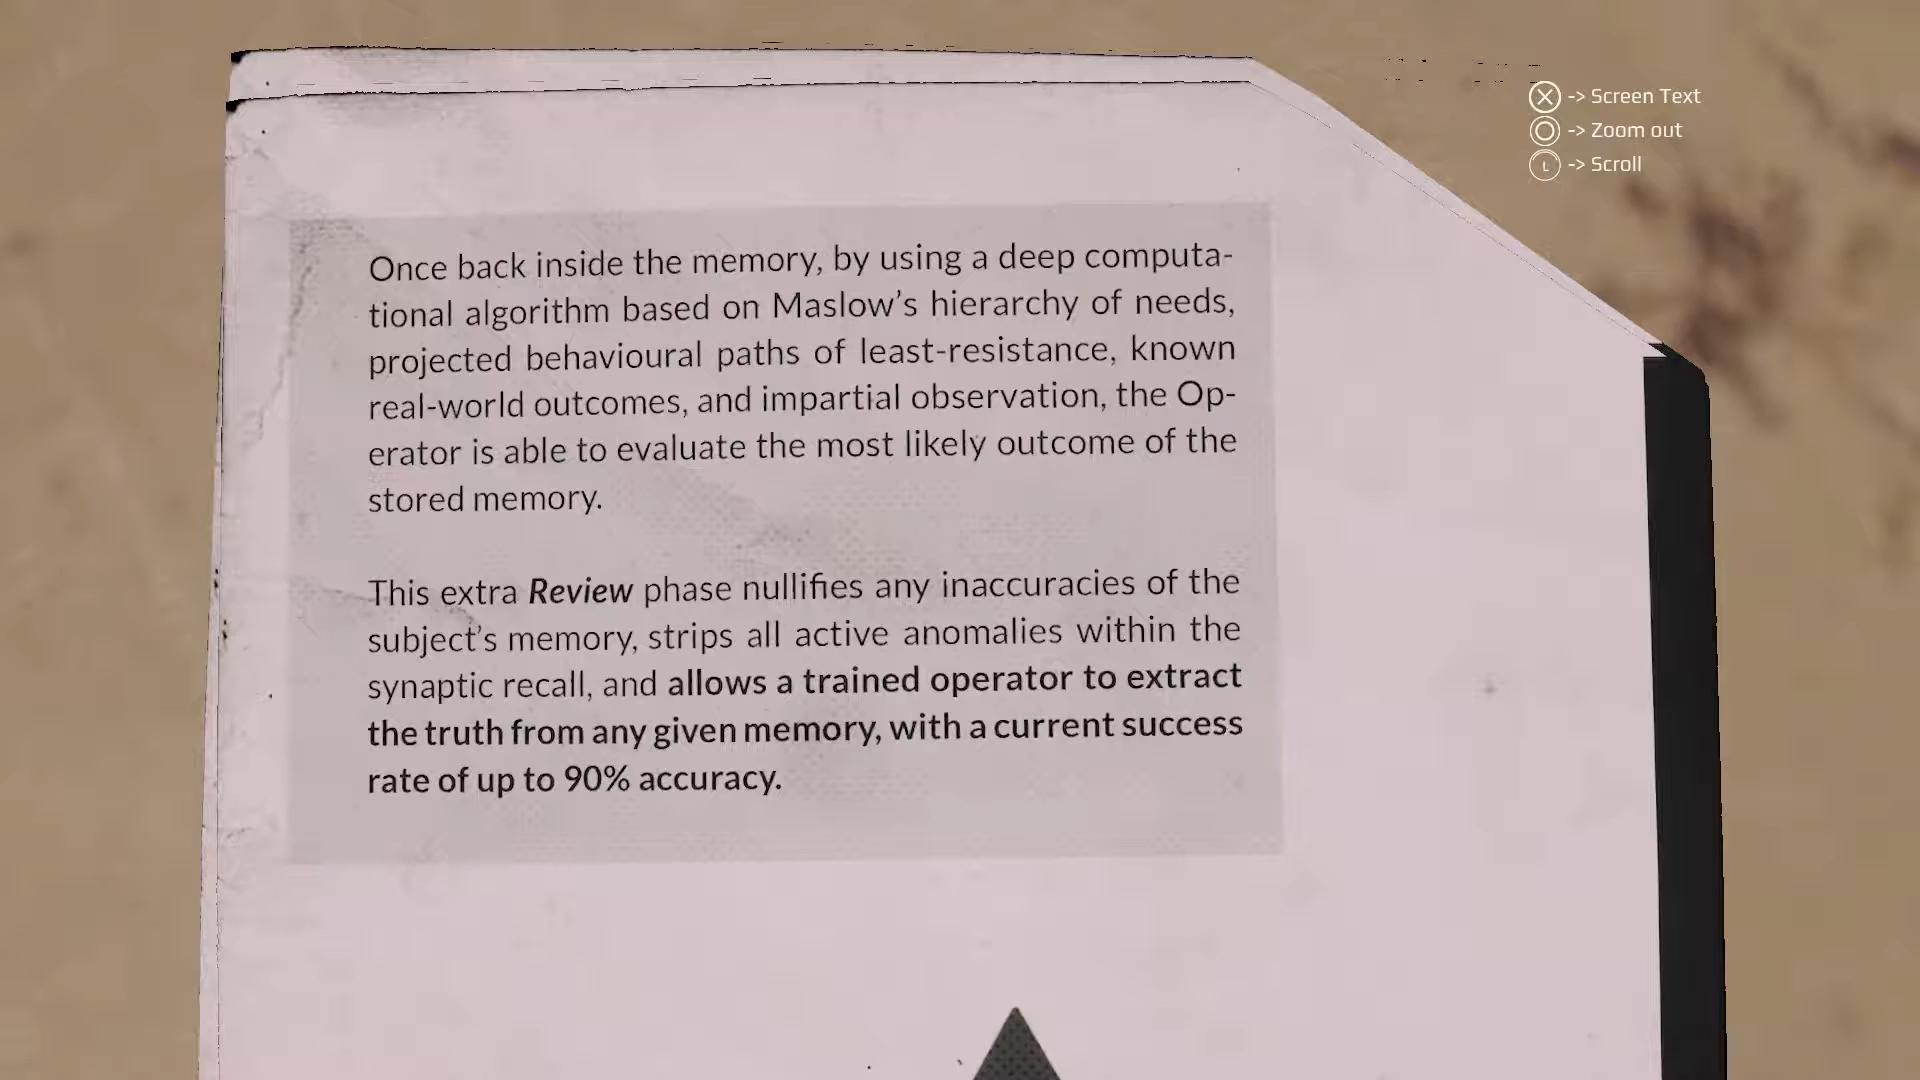 -> Screen Text
-> Zoom out
L -> Scroll
Once back inside the memory, by using a deep computa-
tional algorithm based on Maslow's hierarchy of needs,
projected behavioural paths of least-resistance, known
real-world outcomes, and impartial observation, the Op-
erator is able to evaluate the most likely outcome of the
stored memory.
This extra Review phase nullifies any inaccuracies of the
subject's memory, strips all active anomalies within the
synaptic recall, and allows a trained operator to extract
the truth from any given memory, with a current success
rate of up to 90% accuracy.